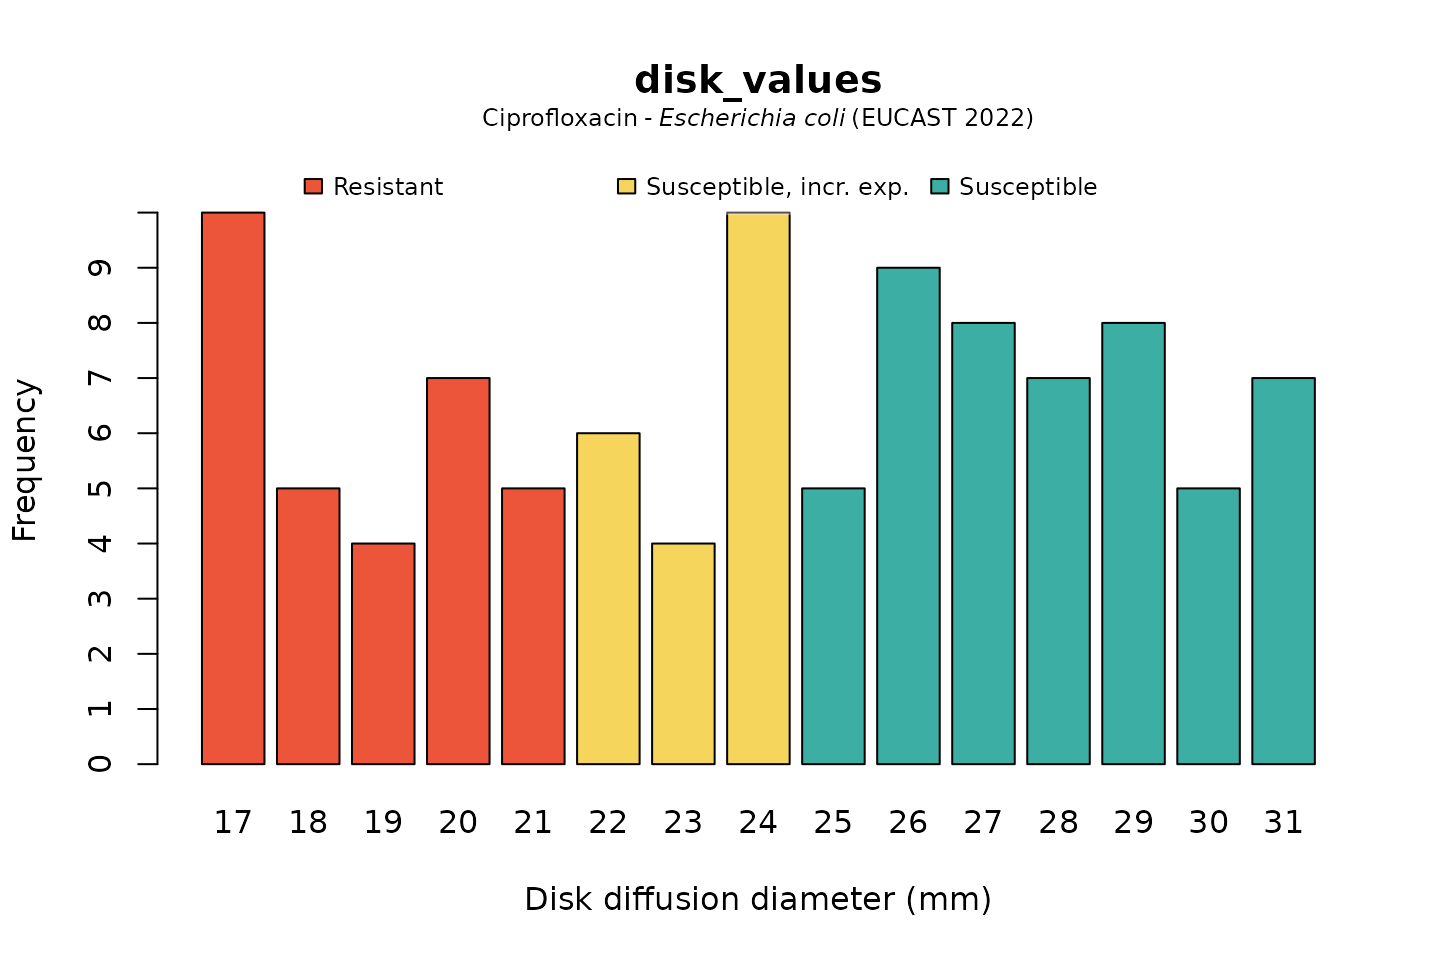 disk_values
Ciprofloxacin - Escherichia coli (EUCAST 2022)
Resistant Susceptible, incr. exp. Susceptible
Frequency
9
8
7
6
5
4
3
2
1
0
17 18 19 20 21 22 23 24 25 26 27 28 29 30 31
Disk diffusion diameter (mm)